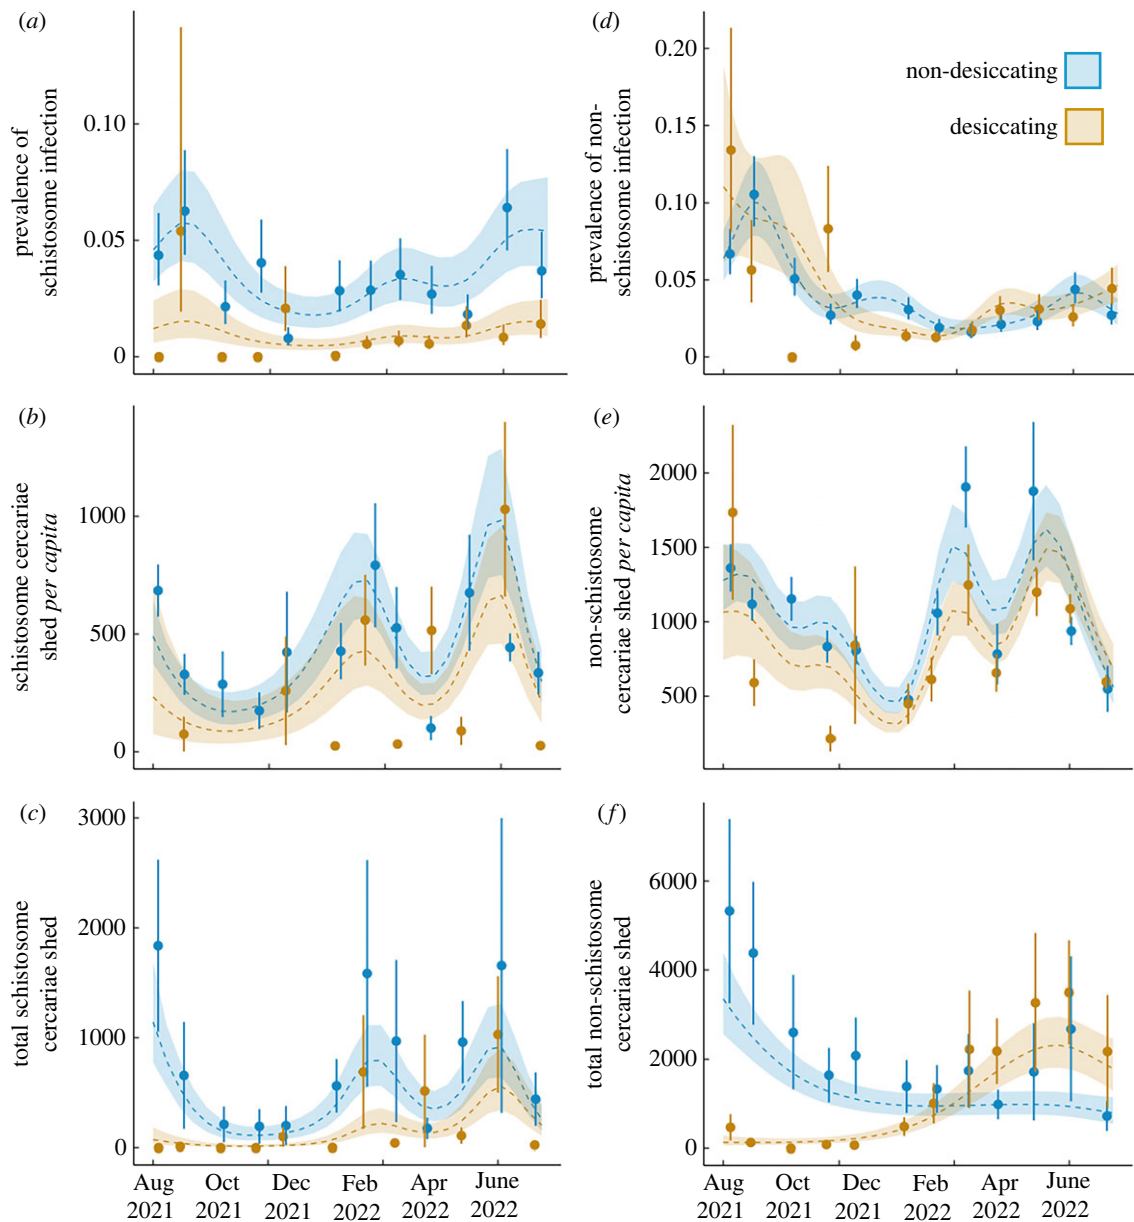 (a)
prevalence of
schistosome infection
0.10
0.05
0
(d)
prevalence of non-
schistosome infection
0.20
0.15
0.10
0.05
0
non-desiccating
desiccating
(b)
schistosome cercariae
shed per capita
1000
500
0
(e)
non-schistosome
cercariae shed per capita
2000
1500
1000
500
(c)
total schistosome
cercariae shed
3000
2000
1000
0
Aug Oct Dec Feb Apr June
2021 2021 2021 2022 2022 2022
(f)
total non-schistosome
cercariae shed
6000
4000
2000
0
Aug Oct Dec Feb Apr June
2021 2021 2021 2022 2022 2022